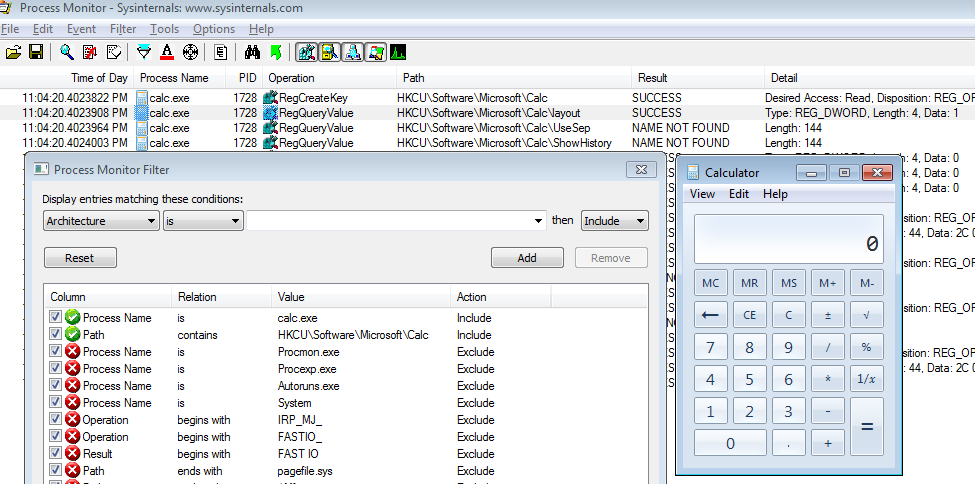 Process Monitor - Sysinternals: www.sysinternals.com
File Edit Event Filter Tools Options Help
Time of Day Process Name PID Operation Path Result Detail
11:04:20.4023822 PM calc.exe 1728 RegCreateKey HKCU\Software\Microsoft\Calc SUCCESS Desired Access: Read, Disposition: REG_OP
11:04:20.4023908 PM calc.exe 1728 RegQueryValue HKCU\Software\Microsoft\Calc\layout SUCCESS Type: REG_DWORD, Length: 4, Data: 1
11:04:20.4023964 PM calc.exe 1728 RegQueryValue HKCU\Software\Microsoft\Calc\UseSep NAME NOT FOUND Length: 144
11:04:20.4024003 PM calc.exe 1728 RegQueryValue HKCU\Software\Microsoft\Calc\ShowHistory NAME NOT FOUND Length: 144
Process Monitor Filter
Display entries matching these conditions:
Architecture is then Include
Reset Add Remove
Column Relation Value Action
Process Name is calc.exe Include
Path contains HKCU\Software\Microsoft\Calc Include
Process Name is Procmon.exe Exclude
Process Name is Procexp.exe Exclude
Process Name is Autoruns.exe Exclude
Process Name is System Exclude
Operation begins with IRP_MJ_ Exclude
Operation begins with FASTIO_ Exclude
Result begins with FAST IO Exclude
Path ends with pagefile.sys Exclude
Calculator
View Edit Help
0
MC MR MS M+ M-
← CE C ± √
7 8 9 / %
4 5 6 * 1/x
1 2 3 - =
0 . +
: 4, Data: 0
: 4, Data: 0
: 4, Data: 0
sition: REG_OP
: 44, Data: 2C 0
sition: REG_OP
sition: REG_OP
sition: REG_OP
: 44, Data: 2C 0